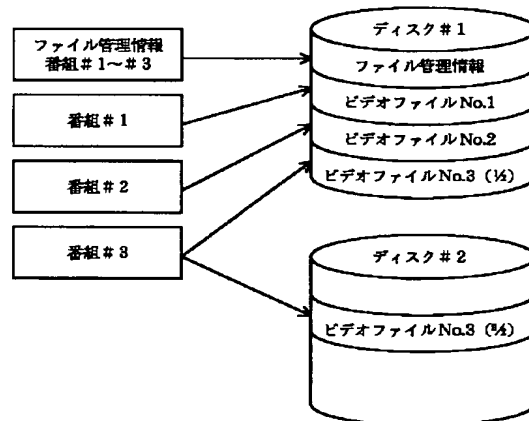 ファイル管理情報
番組＃１～＃３
番組＃１
番組＃２
番組＃３
ディスク＃１
ファイル管理情報
ビデオファイルNo.1
ビデオファイルNo.2
ビデオファイルNo.3（½）
ディスク＃２
ビデオファイルNo.3（²⁄₂）